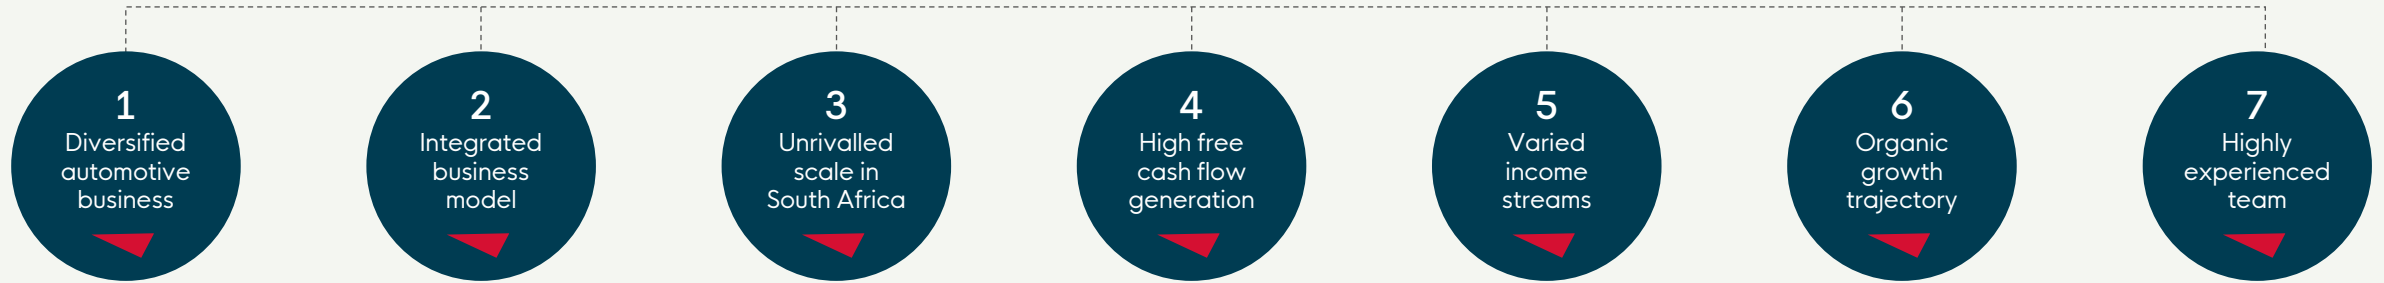 1
Diversified
automotive
business
2
Integrated
business
model
3
Unrivalled
scale in
South Africa
4
High free
cash flow
generation
5
Varied
income
streams
6
Organic
growth
trajectory
7
Highly
experienced
team